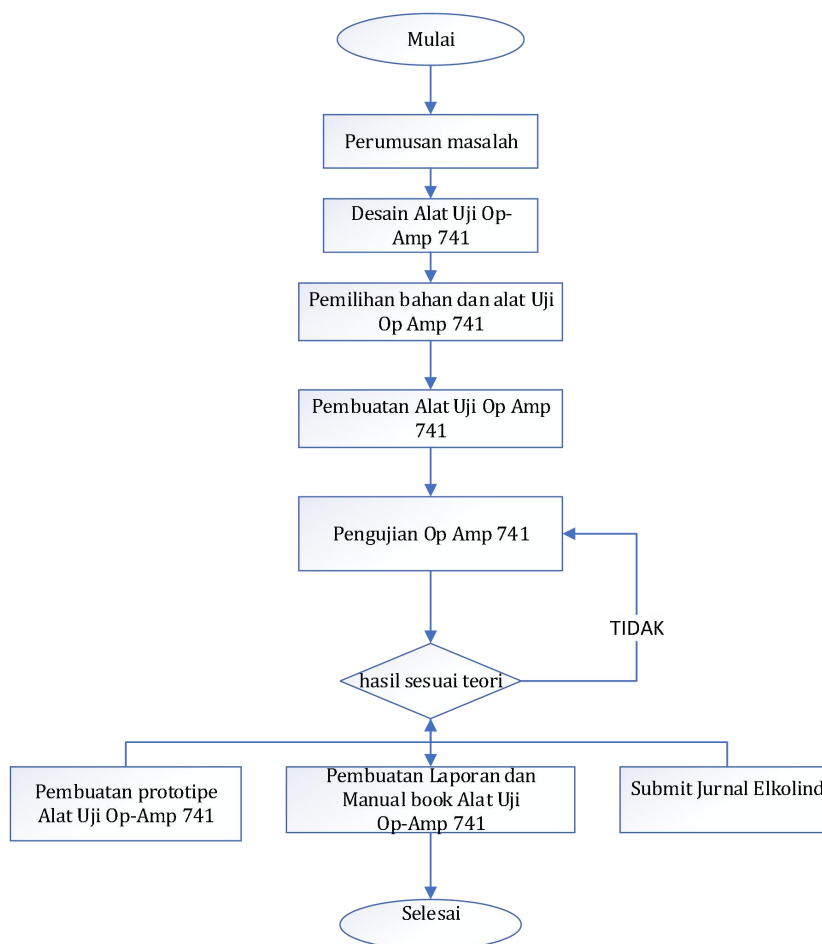 Mulai
Perumusan masalah
Desain Alat Uji Op-
Amp 741
Pemilihan bahan dan alat Uji
Op Amp 741
Pembuatan Alat Uji Op Amp
741
Pengujian Op Amp 741
TIDAK
hasil sesuai teori
Pembuatan prototipe
Alat Uji Op-Amp 741
Pembuatan Laporan dan
Manual book Alat Uji
Op-Amp 741
Submit Jurnal Elkolind
Selesai